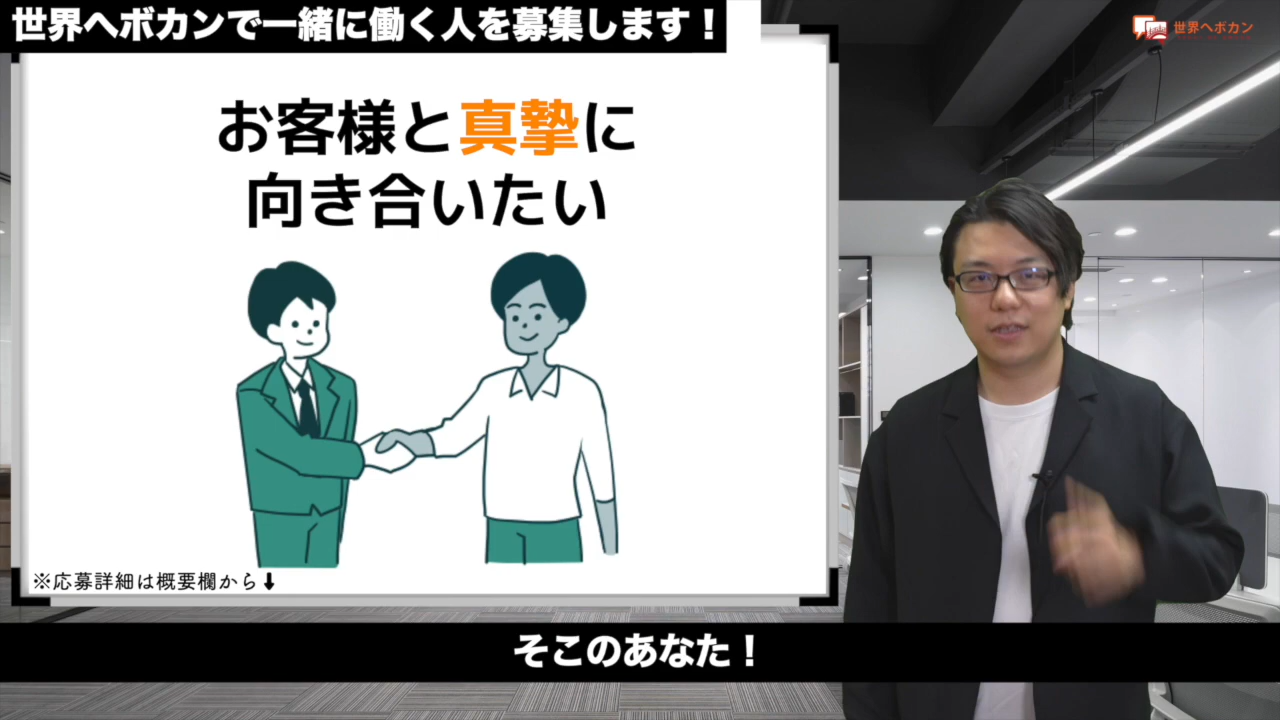 世界へボカンで一緒に働く人を募集します！
世界へボカン
お客様と真摯に
向き合いたい
※応募詳細は概要欄から⬇
そこのあなた！